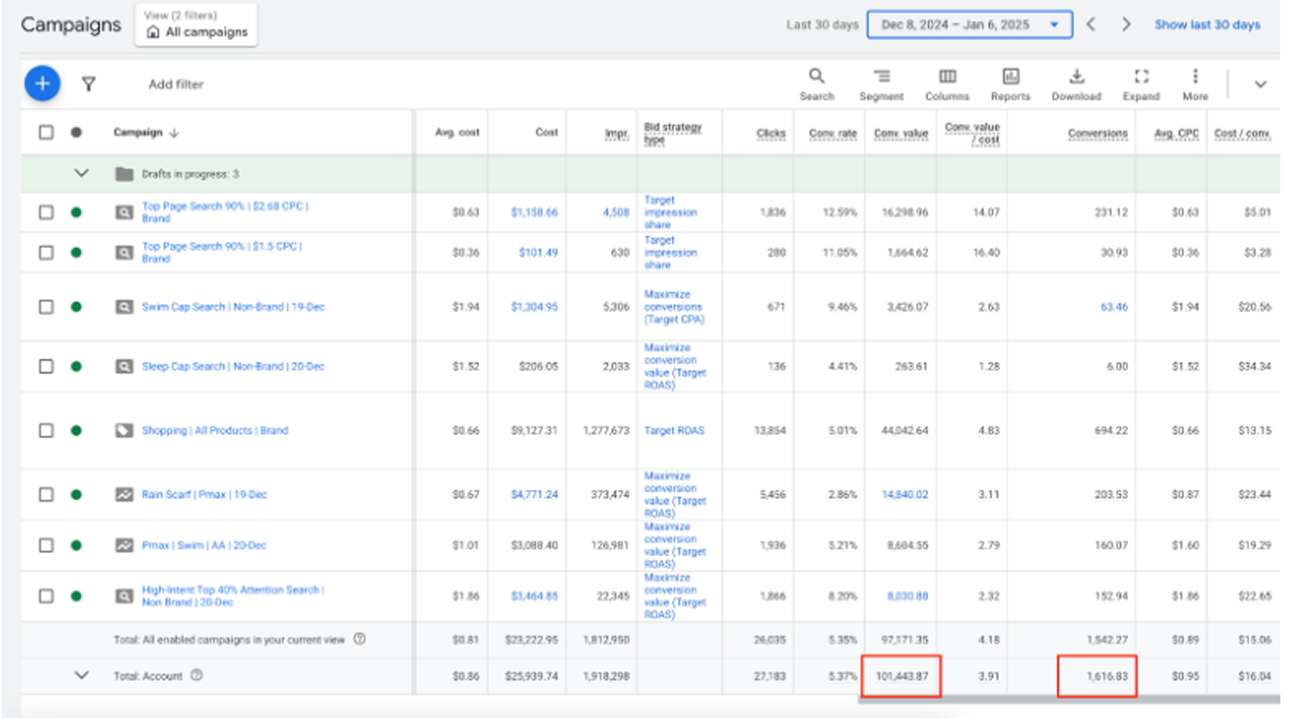 Campaigns
View (2 filters)
All campaigns
Last 30 days
Dec 8, 2024 – Jan 6, 2025
Show last 30 days
Add filter
Search
Segment
Columns
Reports
Download
Expand
More
Campaign ↓ Avg. cost Cost Impr. Bid strategy type Clicks Conv. rate Conv. value Conv. value / cost Conversions Avg. CPC Cost / conv.
Drafts in progress: 3
Top Page Search 90% | $2.68 CPC | Brand $0.63 $1,158.66 4,508 Target impression share 1,836 12.59% 16,298.96 14.07 231.12 $0.63 $5.01
Top Page Search 90% | $1.5 CPC | Brand $0.36 $101.49 630 Target impression share 280 11.05% 1,664.62 16.40 30.93 $0.36 $3.28
Swim Cap Search | Non-Brand | 19-Dec $1.94 $1,304.95 5,306 Maximize conversions (Target CPA) 671 9.46% 3,426.07 2.63 63.46 $1.94 $20.56
Sleep Cap Search | Non-Brand | 20-Dec $1.52 $206.05 2,033 Maximize conversion value (Target ROAS) 136 4.41% 263.61 1.28 6.00 $1.52 $34.34
Shopping | All Products | Brand $0.66 $9,127.31 1,277,673 Target ROAS 13,854 5.01% 44,042.64 4.83 694.22 $0.66 $13.15
Rain Scarf | Pmax | 19-Dec $0.67 $4,771.24 373,474 Maximize conversion value (Target ROAS) 5,456 2.86% 14,840.02 3.11 203.53 $0.87 $23.44
Pmax | Swim | AA | 20-Dec $1.01 $3,088.40 126,981 Maximize conversion value (Target ROAS) 1,936 5.21% 8,604.55 2.79 160.07 $1.60 $19.29
High-Intent Top 40% Attention Search | Non Brand | 20-Dec $1.86 $3,464.85 22,345 Maximize conversion value (Target ROAS) 1,866 8.20% 8,030.88 2.32 152.94 $1.86 $22.65
Total: All enabled campaigns in your current view $0.81 $23,222.95 1,812,950 26,035 5.35% 97,171.35 4.18 1,542.27 $0.89 $15.06
Total: Account $0.86 $25,939.74 1,918,298 27,183 5.37% 101,443.87 3.91 1,616.83 $0.95 $16.04